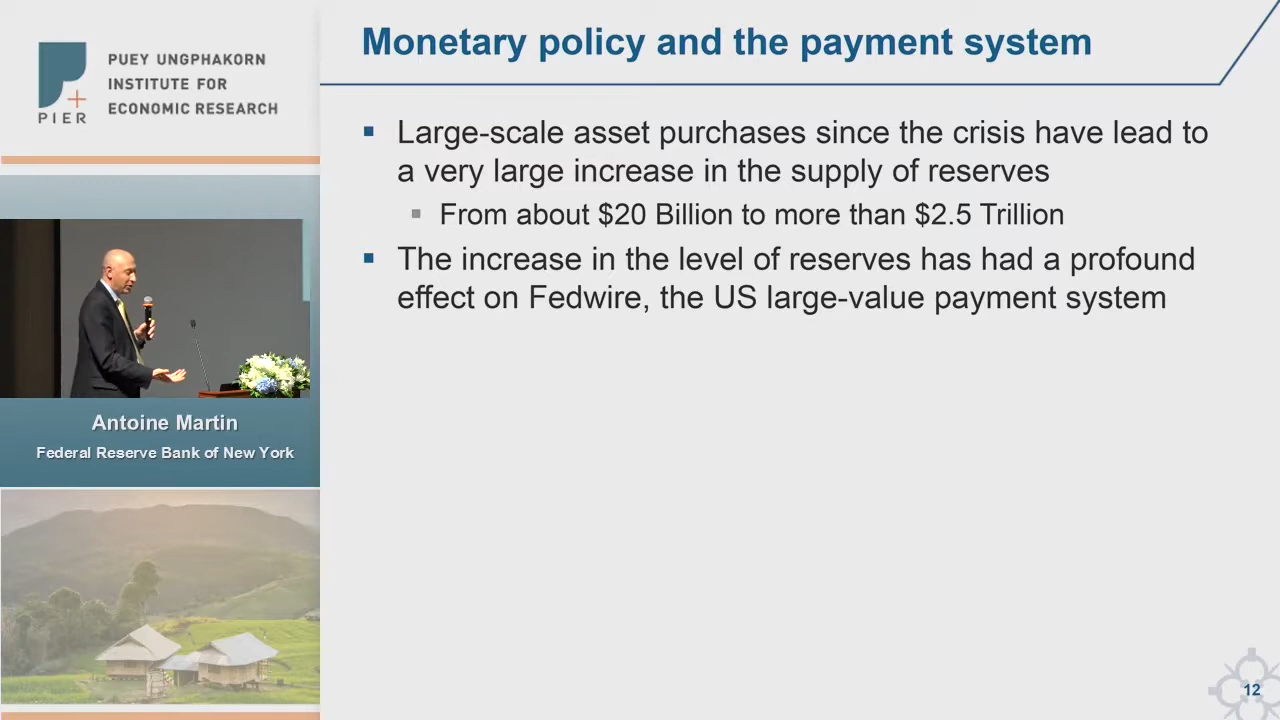 PUEY UNGPHAKORN
INSTITUTE FOR
ECONOMIC RESEARCH
PIER
Antoine Martin
Federal Reserve Bank of New York
Monetary policy and the payment system
Large-scale asset purchases since the crisis have lead to
a very large increase in the supply of reserves
From about $20 Billion to more than $2.5 Trillion
The increase in the level of reserves has had a profound
effect on Fedwire, the US large-value payment system
12